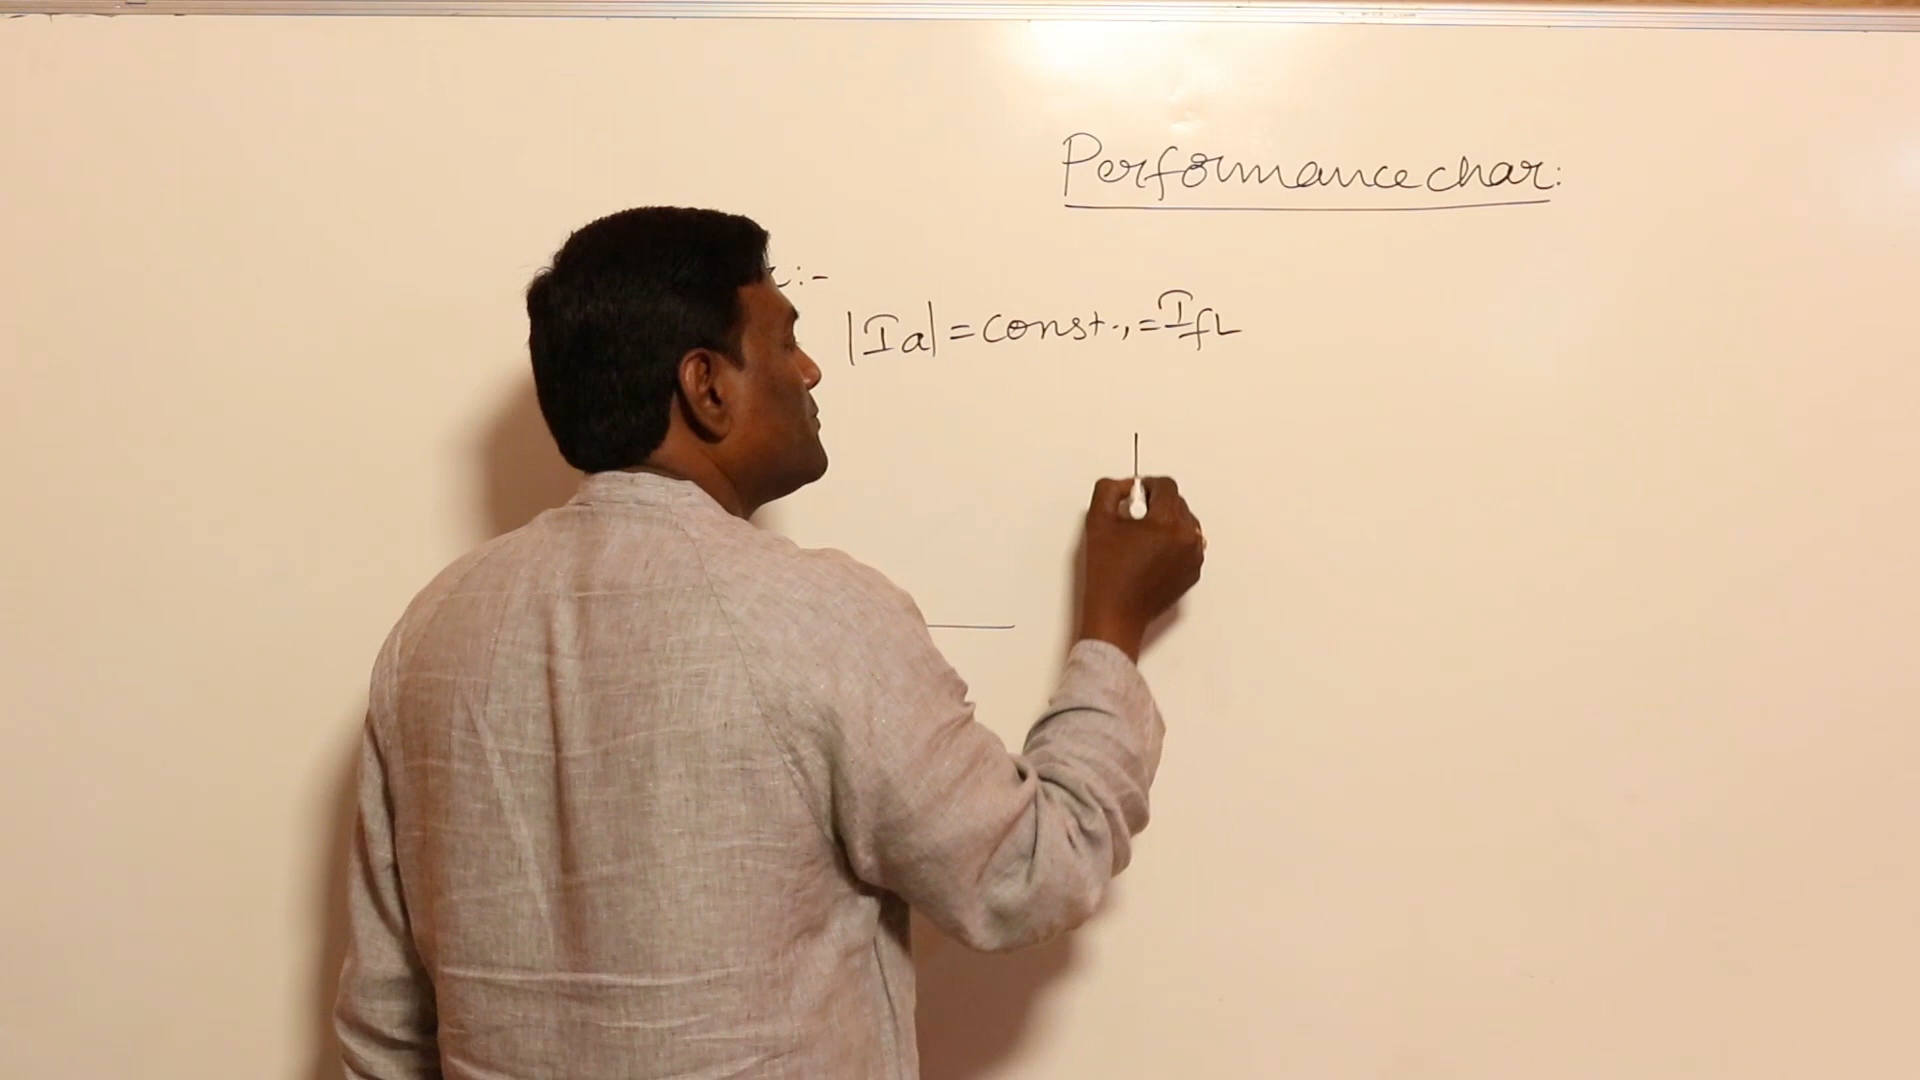 Performance char:
|Ia| = const., = IfL